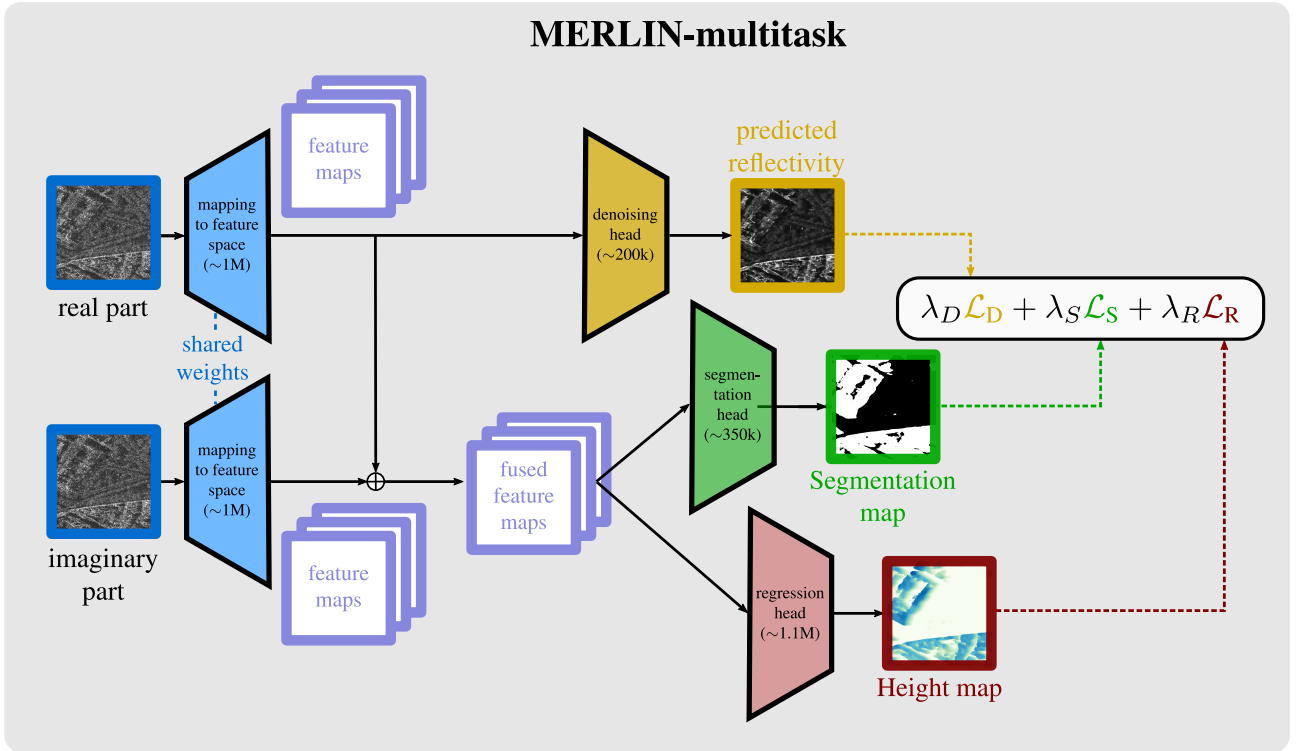 MERLIN-multitask
feature
maps
mapping
to feature
space
(∼1M)
real part
denoising
head
(∼200k)
predicted
reflectivity
λ_D ℒ_D + λ_S ℒ_S + λ_R ℒ_R
shared
weights
mapping
to feature
space
(∼1M)
imaginary
part
feature
maps
fused
feature
maps
segmen-
tation
head
(∼350k)
Segmentation
map
regression
head
(∼1.1M)
Height map